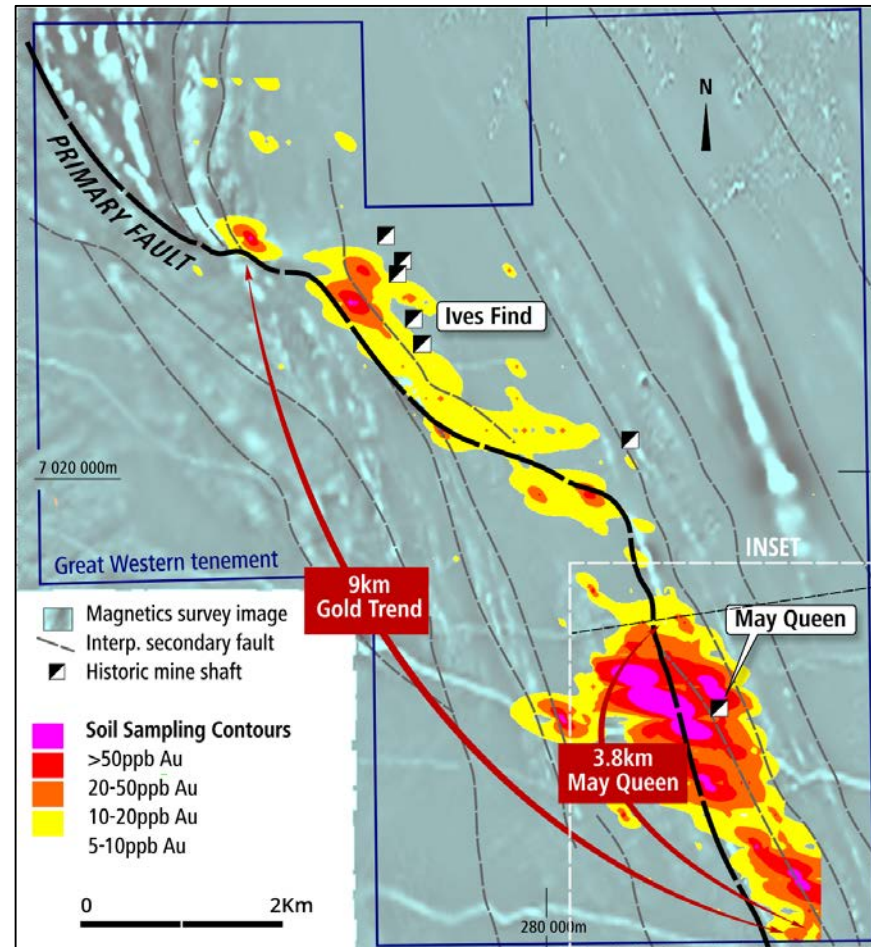 N
PRIMARY FAULT
Ives Find
7 020 000m
INSET
Great Western tenement
9km
Gold Trend
May Queen
Magnetics survey image
Interp. secondary fault
Historic mine shaft
Soil Sampling Contours
>50ppb Au
20-50ppb Au
10-20ppb Au
5-10ppb Au
3.8km
May Queen
0 2Km
280 000m